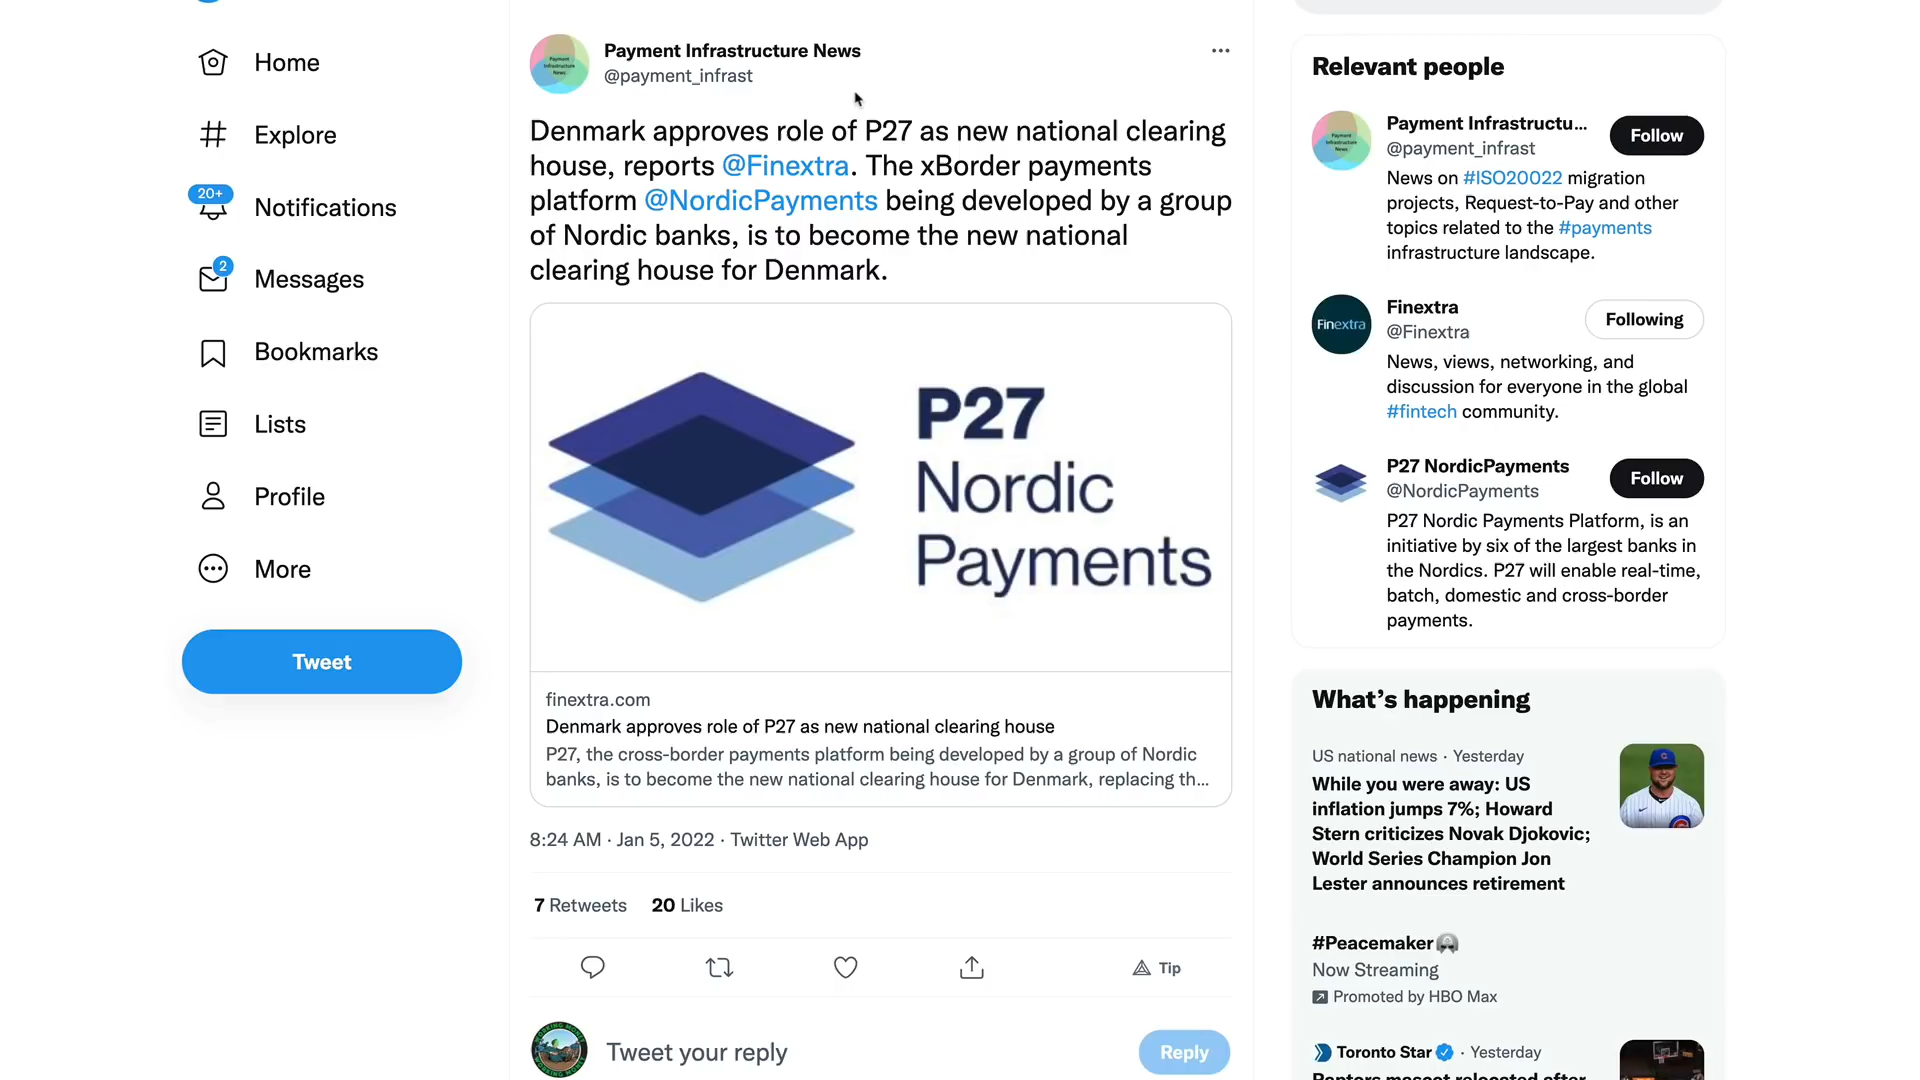 Home
Explore
20+
Notifications
2
Messages
Bookmarks
Lists
Profile
More
Tweet
Payment Infrastructure News
@payment_infrast
Denmark approves role of P27 as new national clearing
house, reports @Finextra. The xBorder payments
platform @NordicPayments being developed by a group
of Nordic banks, is to become the new national
clearing house for Denmark.
P27
Nordic
Payments
finextra.com
Denmark approves role of P27 as new national clearing house
P27, the cross-border payments platform being developed by a group of Nordic
banks, is to become the new national clearing house for Denmark, replacing th...
8:24 AM · Jan 5, 2022 · Twitter Web App
7 Retweets 20 Likes
Tip
Tweet your reply
Reply
Relevant people
Payment Infrastructu...
@payment_infrast
Follow
News on #ISO20022 migration
projects, Request-to-Pay and other
topics related to the #payments
infrastructure landscape.
Finextra
Finextra
@Finextra
Following
News, views, networking, and
discussion for everyone in the global
#fintech community.
P27 NordicPayments
@NordicPayments
Follow
P27 Nordic Payments Platform, is an
initiative by six of the largest banks in
the Nordics. P27 will enable real-time,
batch, domestic and cross-border
payments.
What's happening
US national news · Yesterday
While you were away: US
inflation jumps 7%; Howard
Stern criticizes Novak Djokovic;
World Series Champion Jon
Lester announces retirement
#Peacemaker
Now Streaming
Promoted by HBO Max
Toronto Star · Yesterday
Raptors mascot relocated after